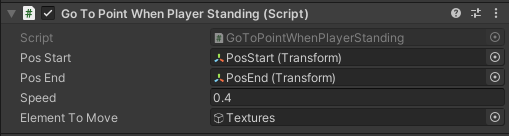 Go To Point When Player Standing (Script)
Script GoToPointWhenPlayerStanding
Pos Start PosStart (Transform)
Pos End PosEnd (Transform)
Speed 0.4
Element To Move Textures